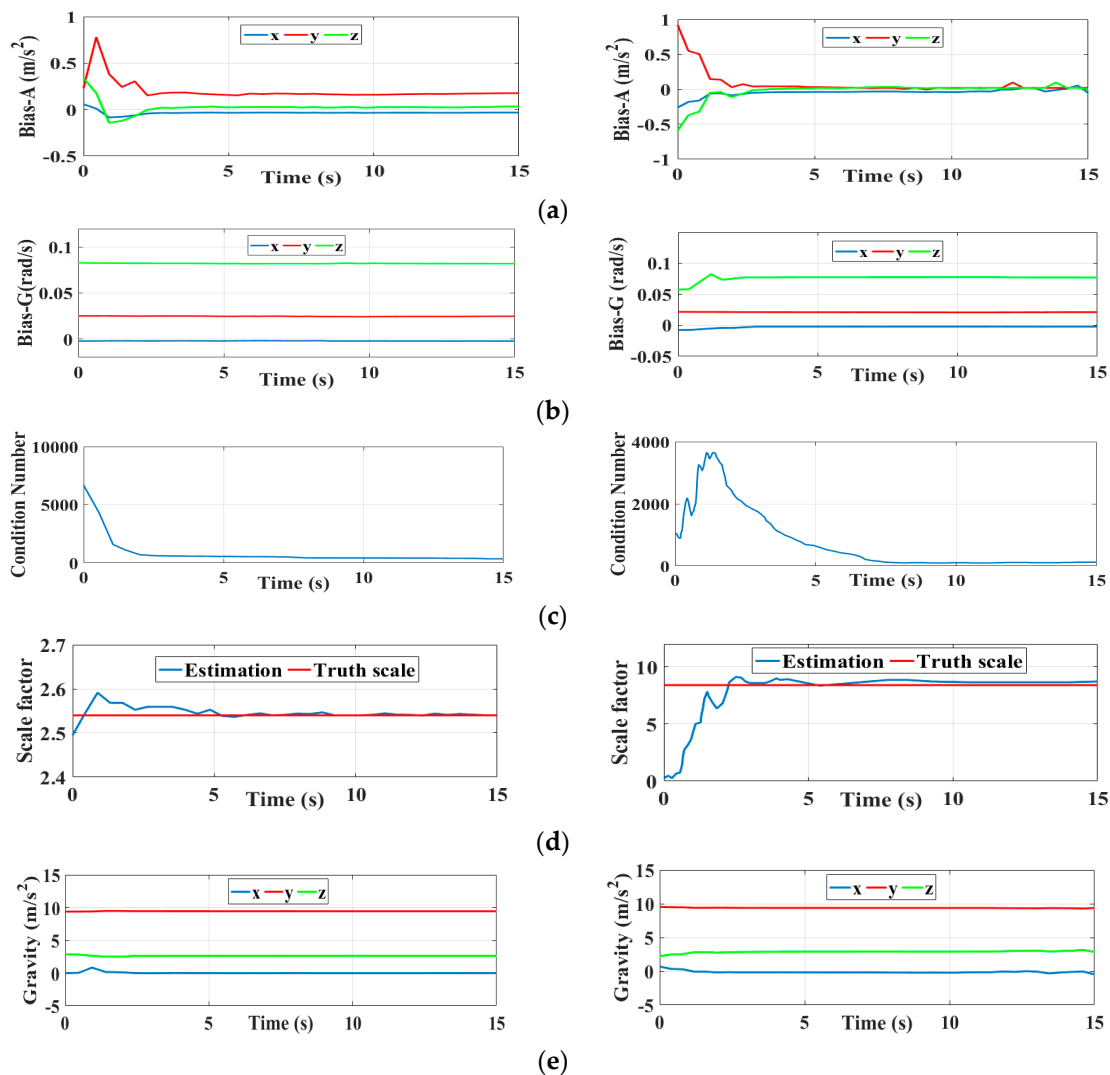 Bias-A (m/s²)
1
0.5
0
-0.5
x y z
0 5 10 15
Time (s)
Bias-A (m/s²)
1
0.5
0
-0.5
-1
x y z
0 5 10 15
Time (s)
(a)
Bias-G(rad/s)
0.1
0.05
0
x y z
0 5 10 15
Time (s)
Bias-G (rad/s)
0.1
0.05
0
-0.05
x y z
0 5 10 15
Time (s)
(b)
Condition Number
10000
5000
0
0 5 10 15
Time (s)
Condition Number
4000
2000
0
0 5 10 15
Time (s)
(c)
Scale factor
2.7
2.6
2.5
2.4
Estimation Truth scale
0 5 10 15
Time (s)
Scale factor
10
5
0
Estimation Truth scale
0 5 10 15
Time (s)
(d)
Gravity (m/s²)
15
10
5
0
-5
x y z
0 5 10 15
Time (s)
Gravity (m/s²)
15
10
5
0
-5
x y z
0 5 10 15
Time (s)
(e)